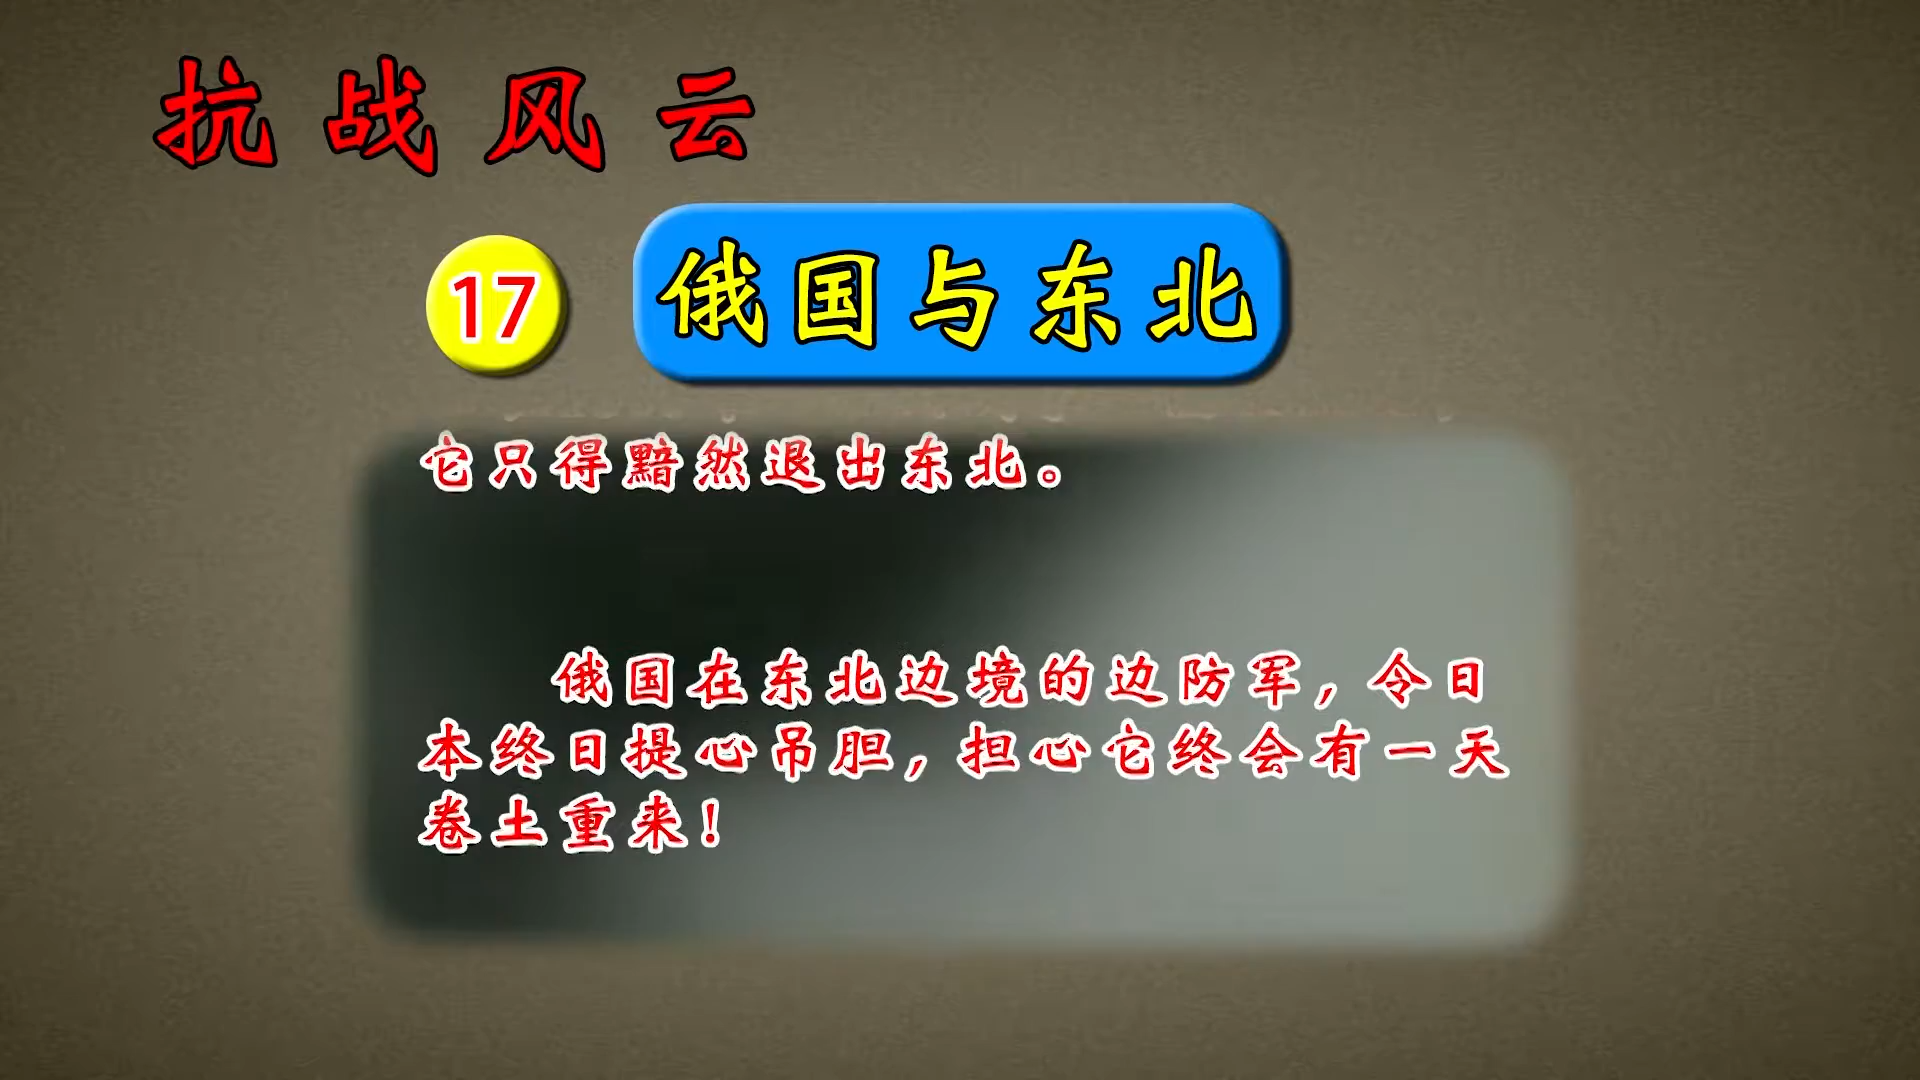 抗战风云
17
俄国与东北
它只得黯然退出东北。
俄国在东北边境的边防军,令日
本终日提心吊胆,担心它终会有一天
卷土重来!